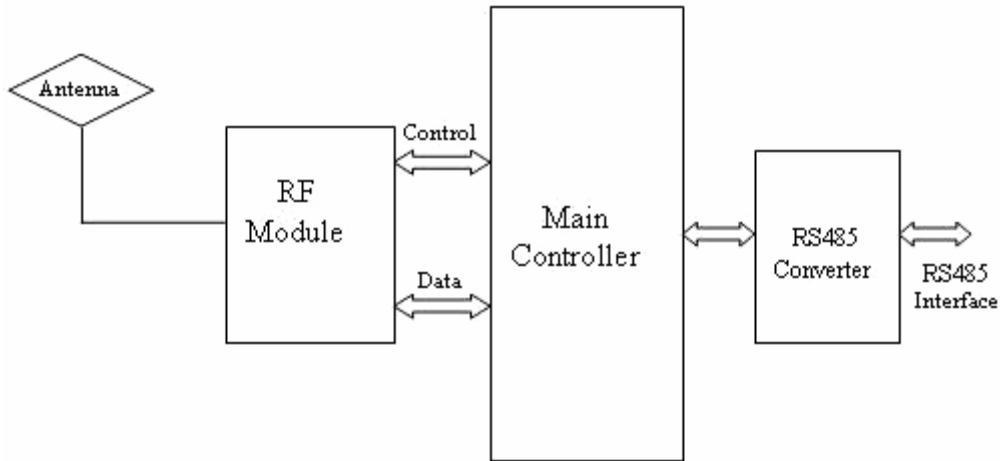 Antenna
RF
Module
Control
Data
Main
Controller
RS485
Converter
RS485
Interface